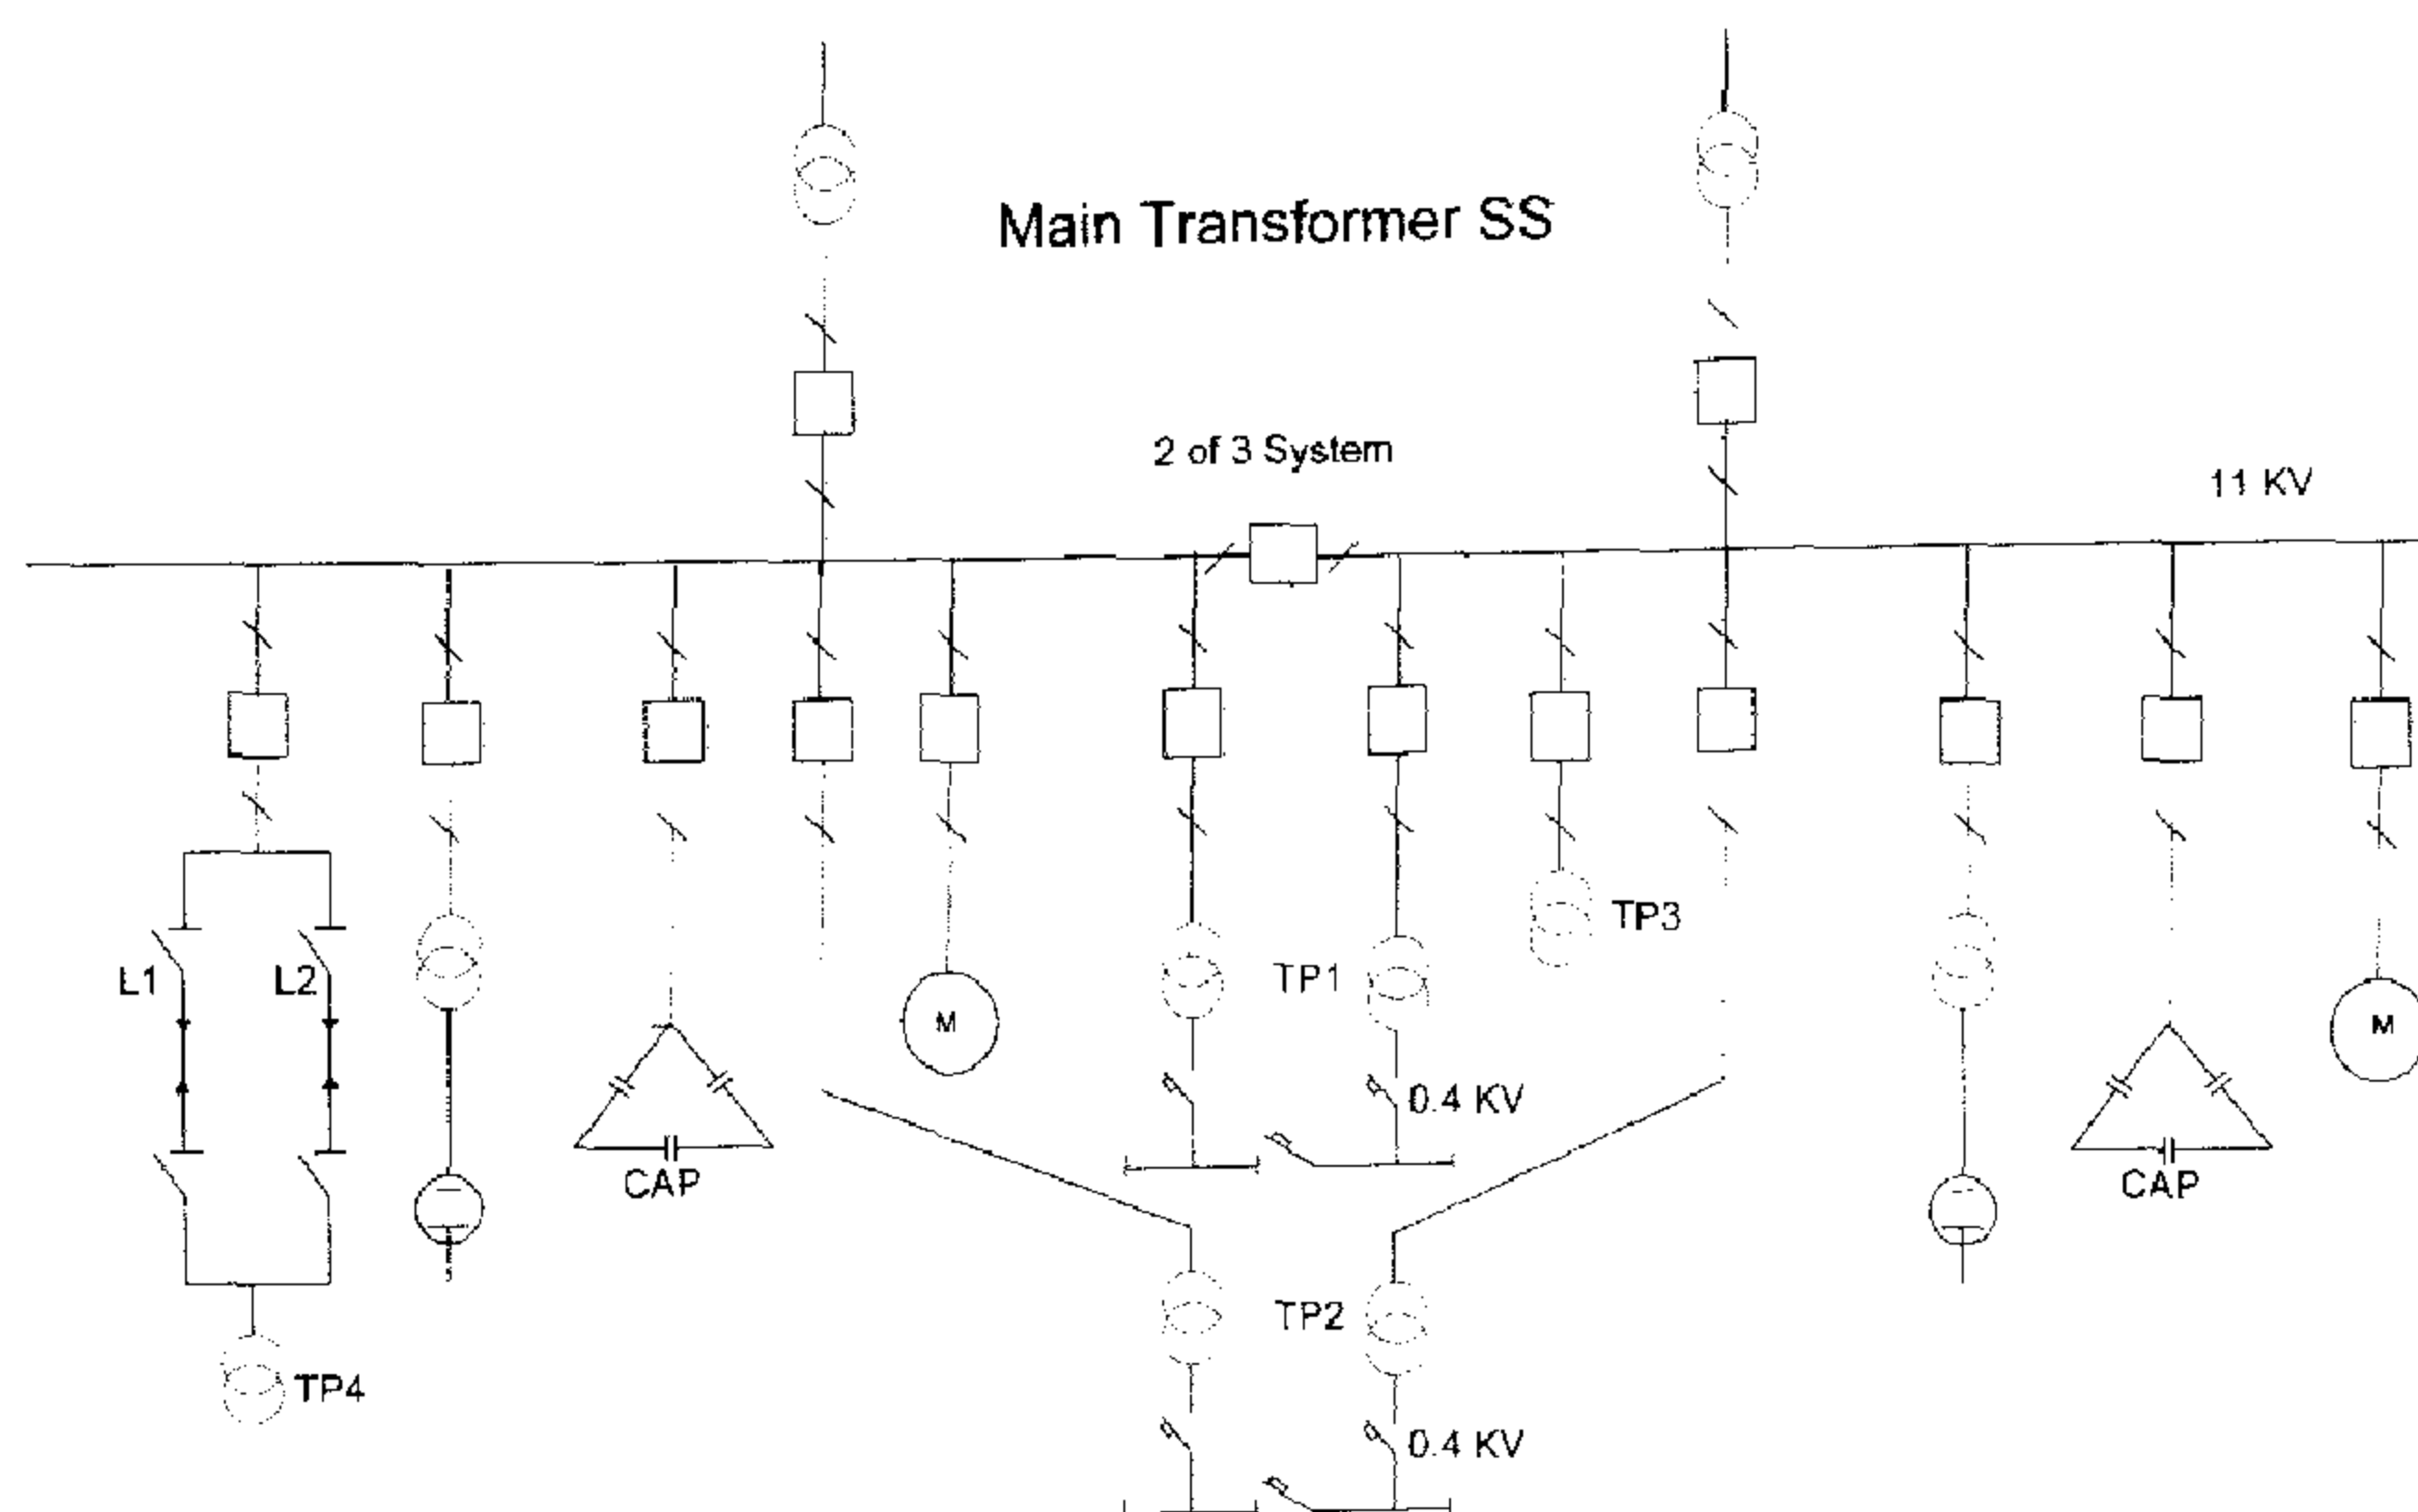 Main Transformer SS
2 of 3 System
11 KV
TP3
L1
L2
TP1
M
M
0.4 KV
CAP
CAP
TP2
TP4
0.4 KV